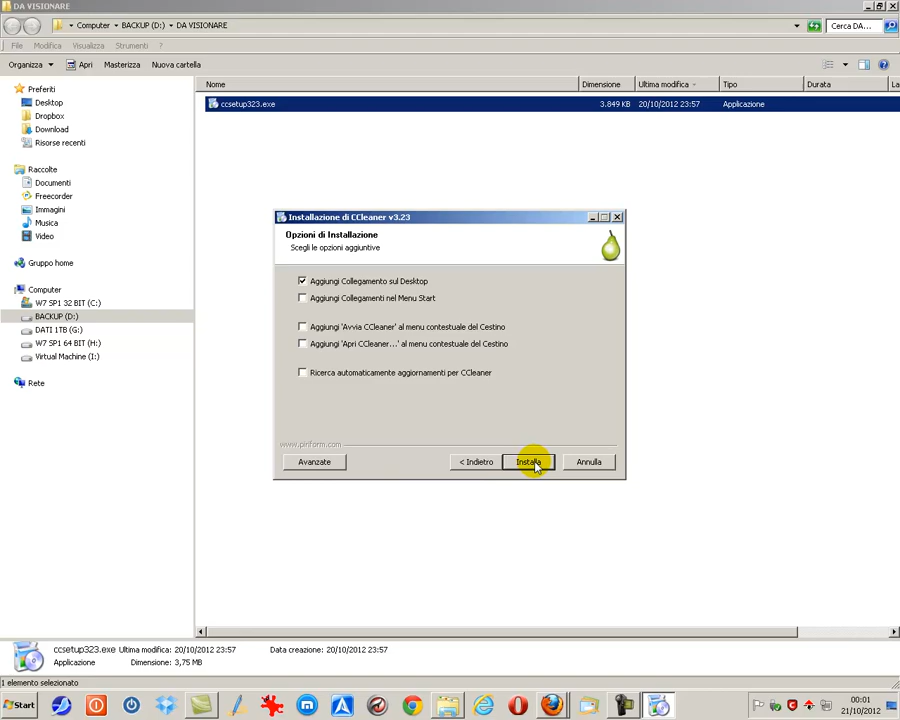 DA VISIONARE
Computer ▸ BACKUP (D:) ▸ DA VISIONARE
Cerca DA...
File Modifica Visualizza Strumenti ?
Organizza Apri Masterizza Nuova cartella
Nome Dimensione Ultima modifica Tipo Durata La
ccsetup323.exe 3.849 KB 20/10/2012 23:57 Applicazione
Preferiti
Desktop
Dropbox
Download
Risorse recenti
Raccolte
Documenti
Freecorder
Immagini
Musica
Video
Gruppo home
Computer
W7 SP1 32 BIT (C:)
BACKUP (D:)
DATI 1TB (G:)
W7 SP1 64 BIT (H:)
Virtual Machine (I:)
Rete
Installazione di CCleaner v3.23
Opzioni di Installazione
Scegli le opzioni aggiuntive
Aggiungi Collegamento sul Desktop
Aggiungi Collegamenti nel Menu Start
Aggiungi 'Avvia CCleaner' al menu contestuale del Cestino
Aggiungi 'Apri CCleaner...' al menu contestuale del Cestino
Ricerca automaticamente aggiornamenti per CCleaner
www.piriform.com
Avanzate < Indietro Installa Annulla
ccsetup323.exe Ultima modifica: 20/10/2012 23:57 Data creazione: 20/10/2012 23:57
Applicazione Dimensione: 3,75 MB
1 elemento selezionato
Start
00:01
21/10/2012